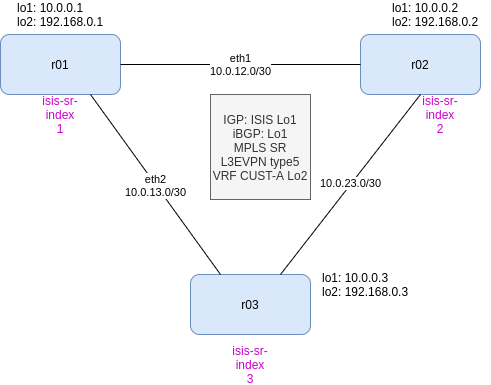 lo1: 10.0.0.1
lo2: 192.168.0.1
lo1: 10.0.0.2
lo2: 192.168.0.2
r01
eth1
10.0.12.0/30
r02
isis-sr-
index
1
isis-sr-
index
2
IGP: ISIS Lo1
iBGP: Lo1
MPLS SR
L3EVPN type5
VRF CUST-A Lo2
eth2
10.0.13.0/30
10.0.23.0/30
r03
lo1: 10.0.0.3
lo2: 192.168.0.3
isis-sr-
index
3